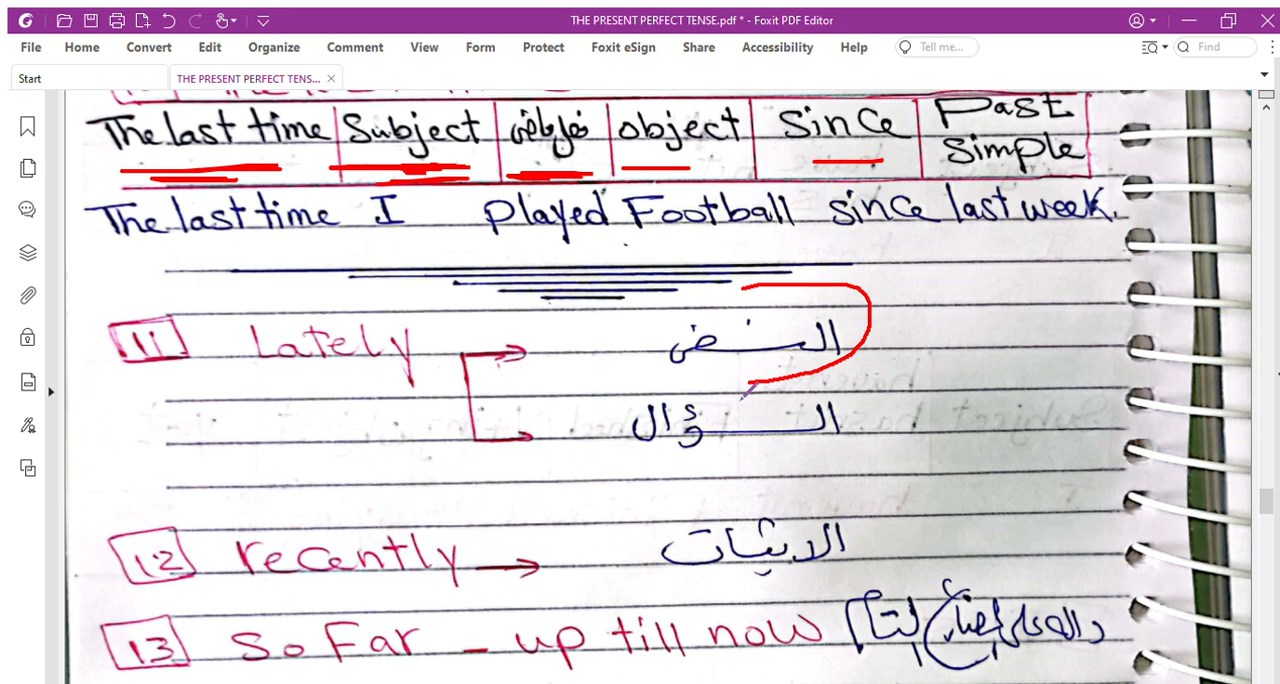 THE PRESENT PERFECT TENSE.pdf * - Foxit PDF Editor
File Home Convert Edit Organize Comment View Form Protect Foxit eSign Share Accessibility Help Tell me... Find
Start THE PRESENT PERFECT TENS...
The last time Subject object Since Past Simple
The last time I played Football since last week.
11 Lately النفي
السؤال
12 recently → الاثبات
13 So Far _ up till now